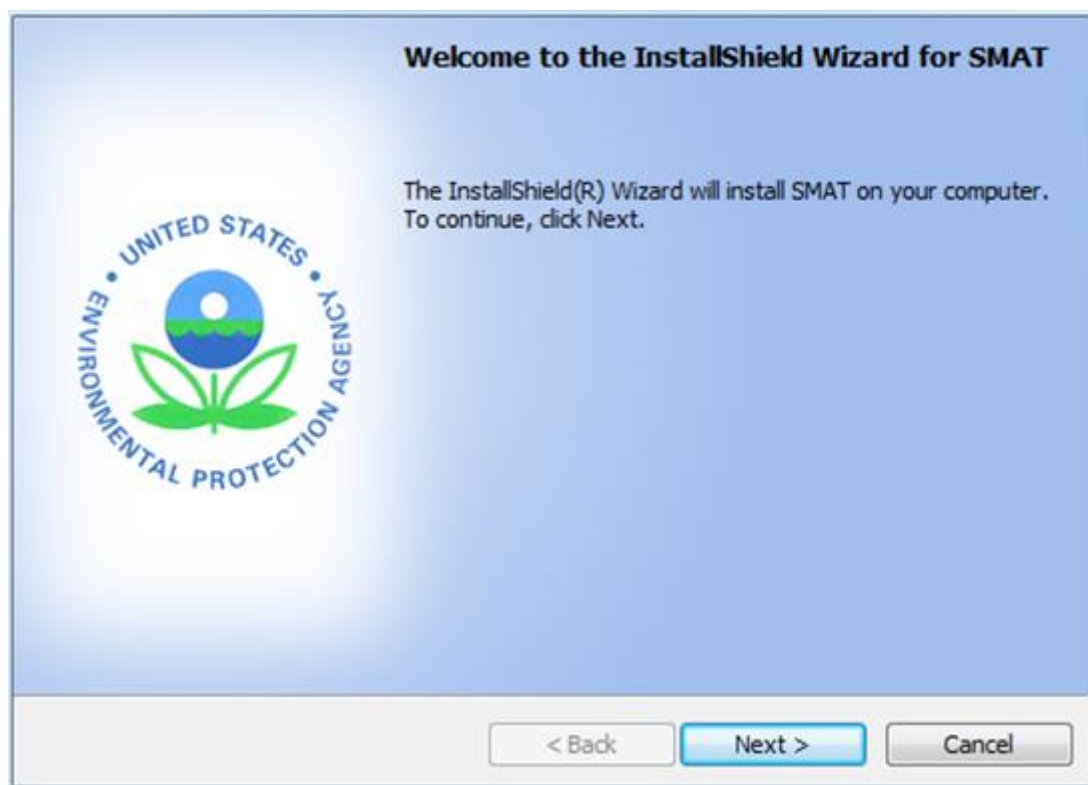 Welcome to the InstallShield Wizard for SMAT
The InstallShield(R) Wizard will install SMAT on your computer.
To continue, click Next.
UNITED STATES • ENVIRONMENTAL PROTECTION AGENCY •
< Back
Next >
Cancel